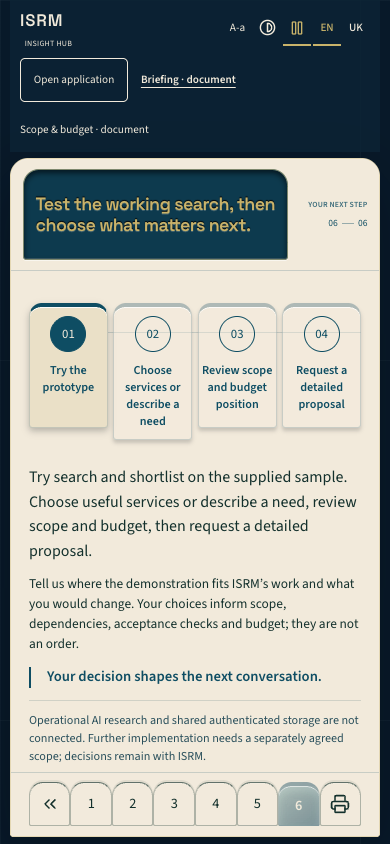 ISRM
INSIGHT HUB
A-a
EN
UK
Open application
Briefing · document
Scope & budget · document
Test the working search, then
choose what matters next.
YOUR NEXT STEP
06 — 06
01
Try the
prototype
02
Choose
services or
describe a
need
03
Review scope
and budget
position
04
Request a
detailed
proposal
Try search and shortlist on the supplied sample.
Choose useful services or describe a need, review
scope and budget, then request a detailed
proposal.
Tell us where the demonstration fits ISRM’s work and what
you would change. Your choices inform scope,
dependencies, acceptance checks and budget; they are not
an order.
Your decision shapes the next conversation.
Operational AI research and shared authenticated storage are not
connected. Further implementation needs a separately agreed
scope; decisions remain with ISRM.
« 1 2 3 4 5 6